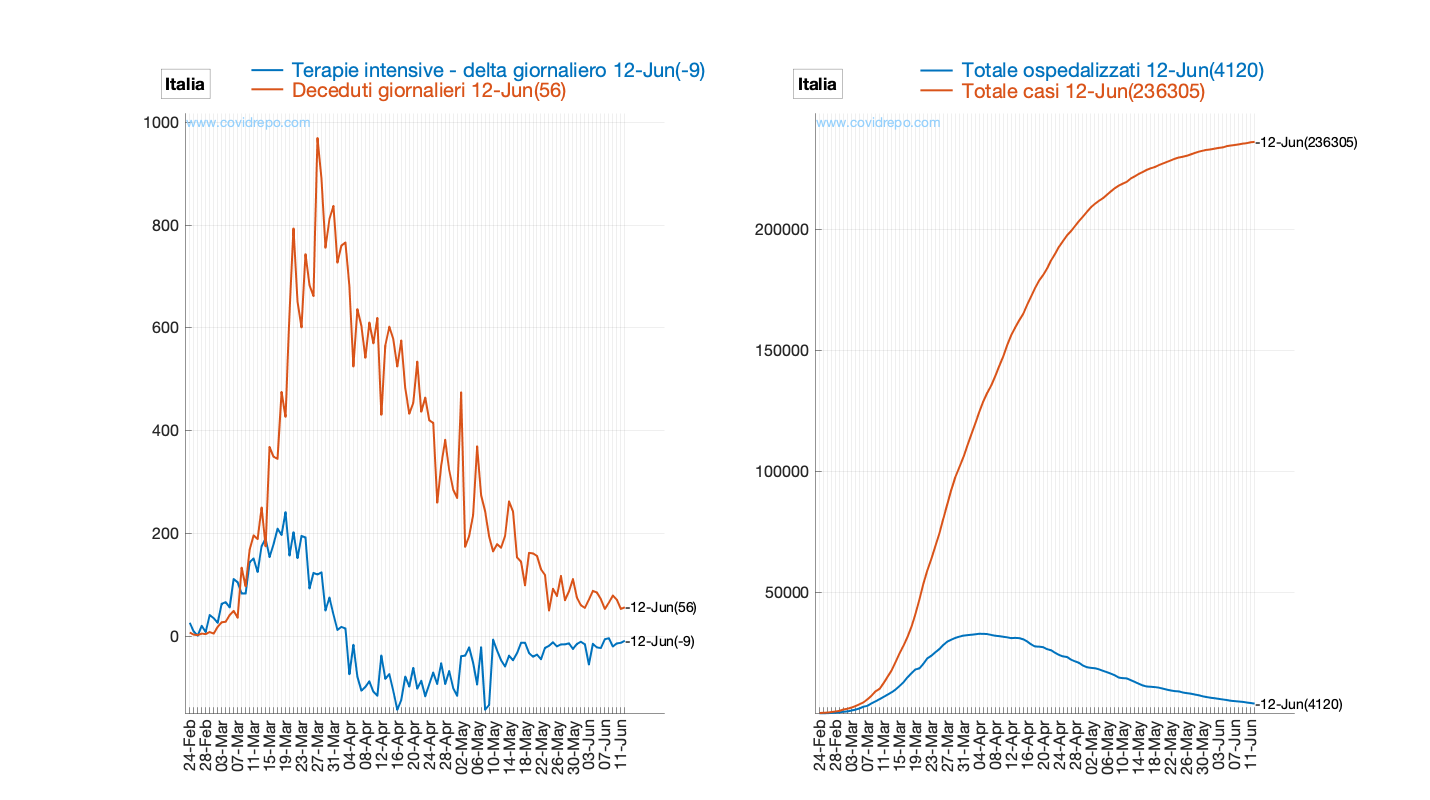 Italia
Terapie intensive - delta giornaliero 12-Jun(-9)
Deceduti giornalieri 12-Jun(56)
www.covidrepo.com
1000
800
600
400
200
0
-12-Jun(56)
-12-Jun(-9)
24-Feb
28-Feb
03-Mar
07-Mar
11-Mar
15-Mar
19-Mar
23-Mar
27-Mar
31-Mar
04-Apr
08-Apr
12-Apr
16-Apr
20-Apr
24-Apr
28-Apr
02-May
06-May
10-May
14-May
18-May
22-May
26-May
30-May
03-Jun
07-Jun
11-Jun
Italia
Totale ospedalizzati 12-Jun(4120)
Totale casi 12-Jun(236305)
www.covidrepo.com
200000
150000
100000
50000
-12-Jun(236305)
-12-Jun(4120)
24-Feb
28-Feb
03-Mar
07-Mar
11-Mar
15-Mar
19-Mar
23-Mar
27-Mar
31-Mar
04-Apr
08-Apr
12-Apr
16-Apr
20-Apr
24-Apr
28-Apr
02-May
06-May
10-May
14-May
18-May
22-May
26-May
30-May
03-Jun
07-Jun
11-Jun